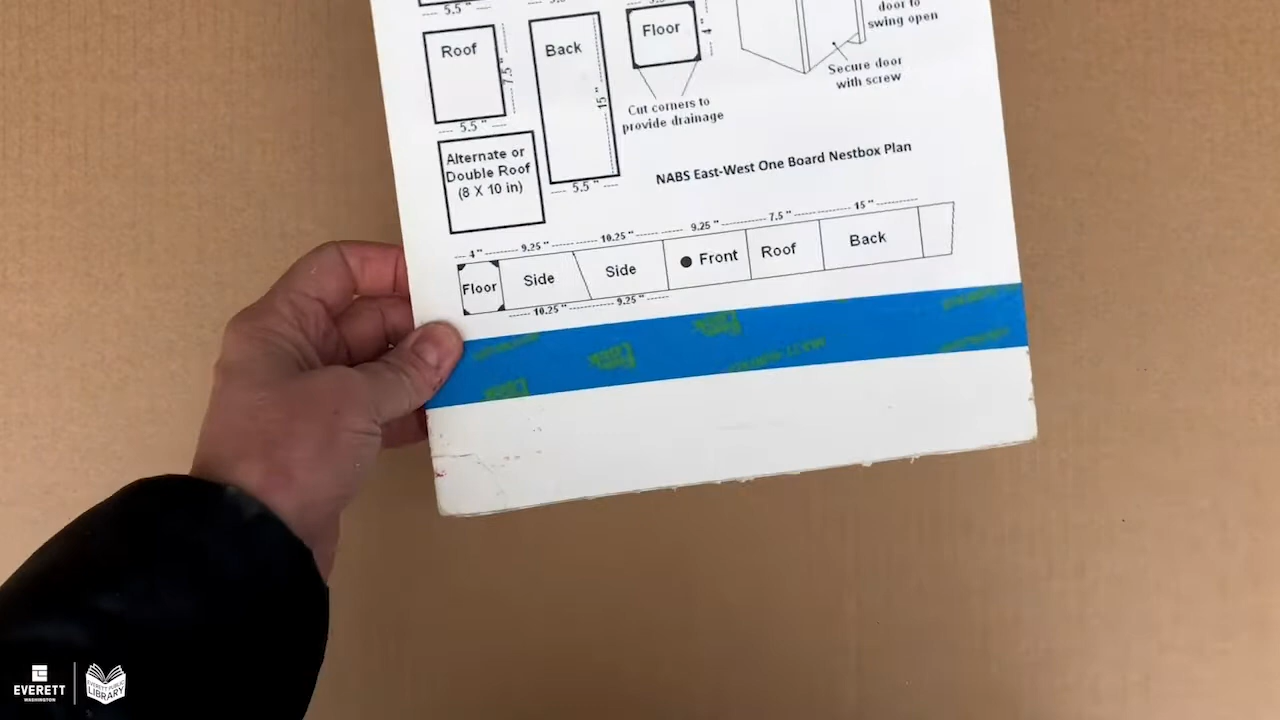 5.5 "
Roof
7.5 "
5.5 "
Back
15 "
5.5 "
Floor
4 "
Cut corners to
provide drainage
door to
swing open
Secure door
with screw
Alternate or
Double Roof
(8 X 10 in)
NABS East-West One Board Nestbox Plan
4 " 9.25 " 10.25 " 9.25 " 7.5 " 15 "
Floor Side Side Front Roof Back
10.25 " 9.25 "
EVERETT
WASHINGTON
EVERETT PUBLIC
LIBRARY